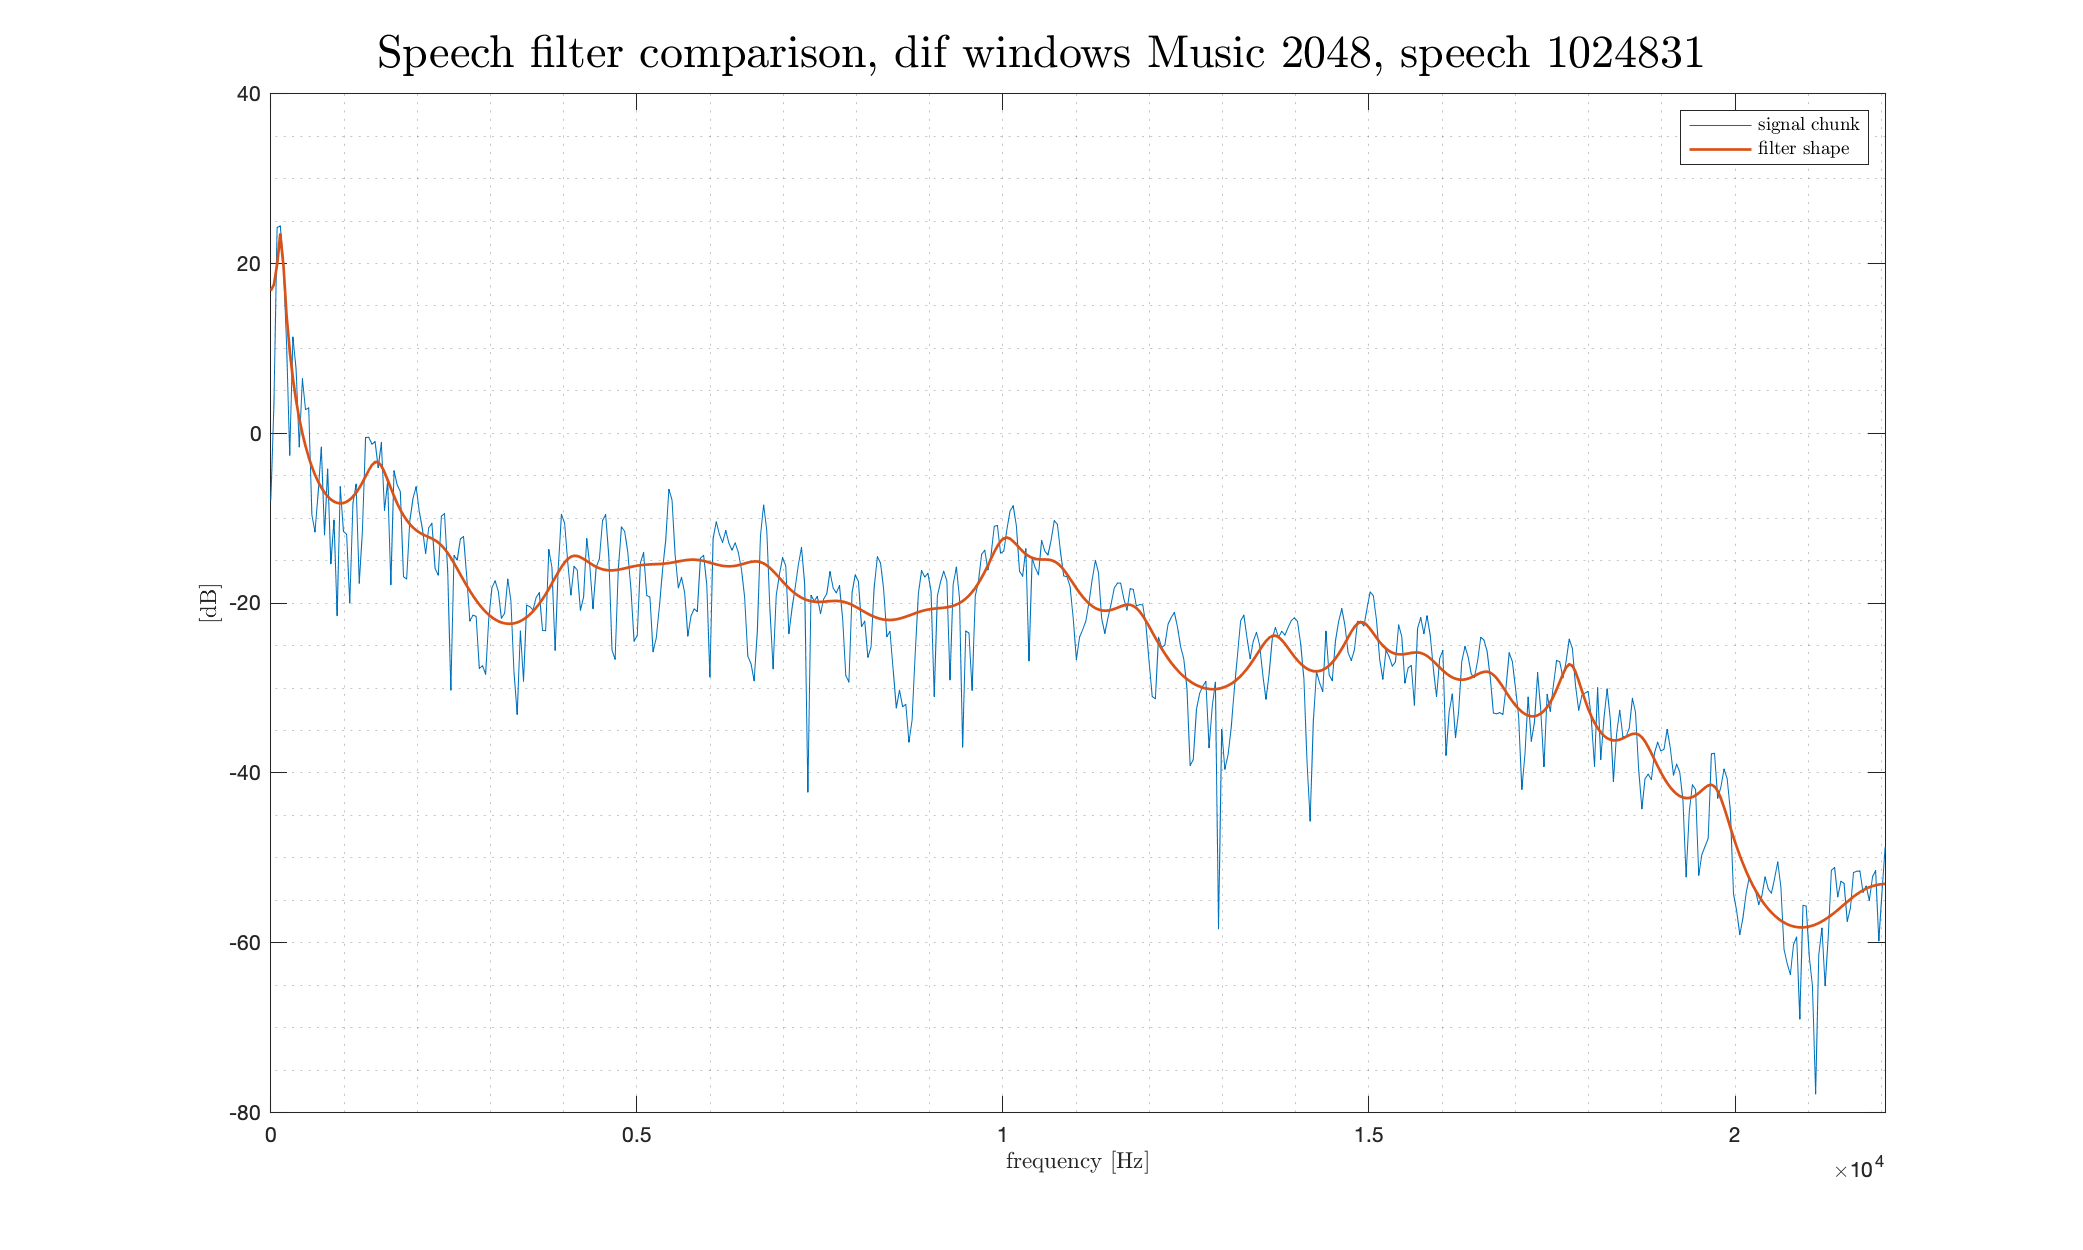 Speech filter comparison, dif windows Music 2048, speech 1024831
signal chunk
filter shape
40
20
0
-20
-40
-60
-80
[dB]
0 0.5 1 1.5 2
frequency [Hz]
×10^4